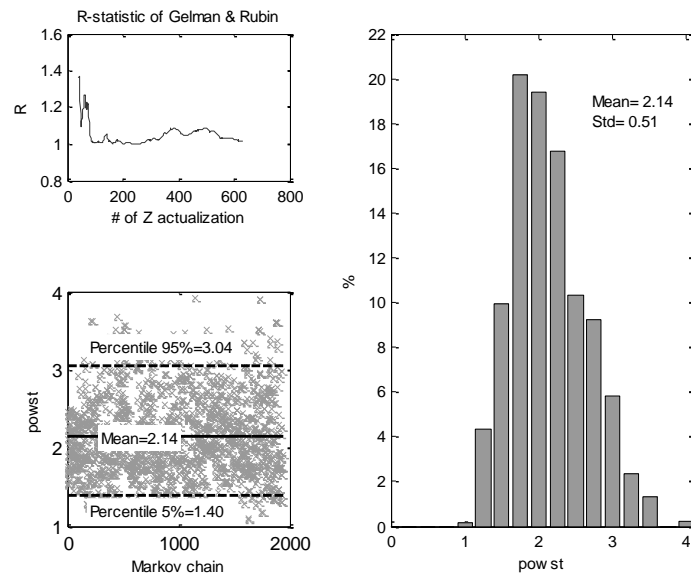 R-statistic of Gelman & Rubin
1.6
1.4
1.2
1
0.8
R
0 200 400 600 800
# of Z actualization
4
3
2
1
powst
Percentile 95%=3.04
Mean=2.14
Percentile 5%=1.40
0 1000 2000
Markov chain
22
20
18
16
14
12
10
8
6
4
2
0
%
Mean= 2.14
Std= 0.51
0 1 2 3 4
powst